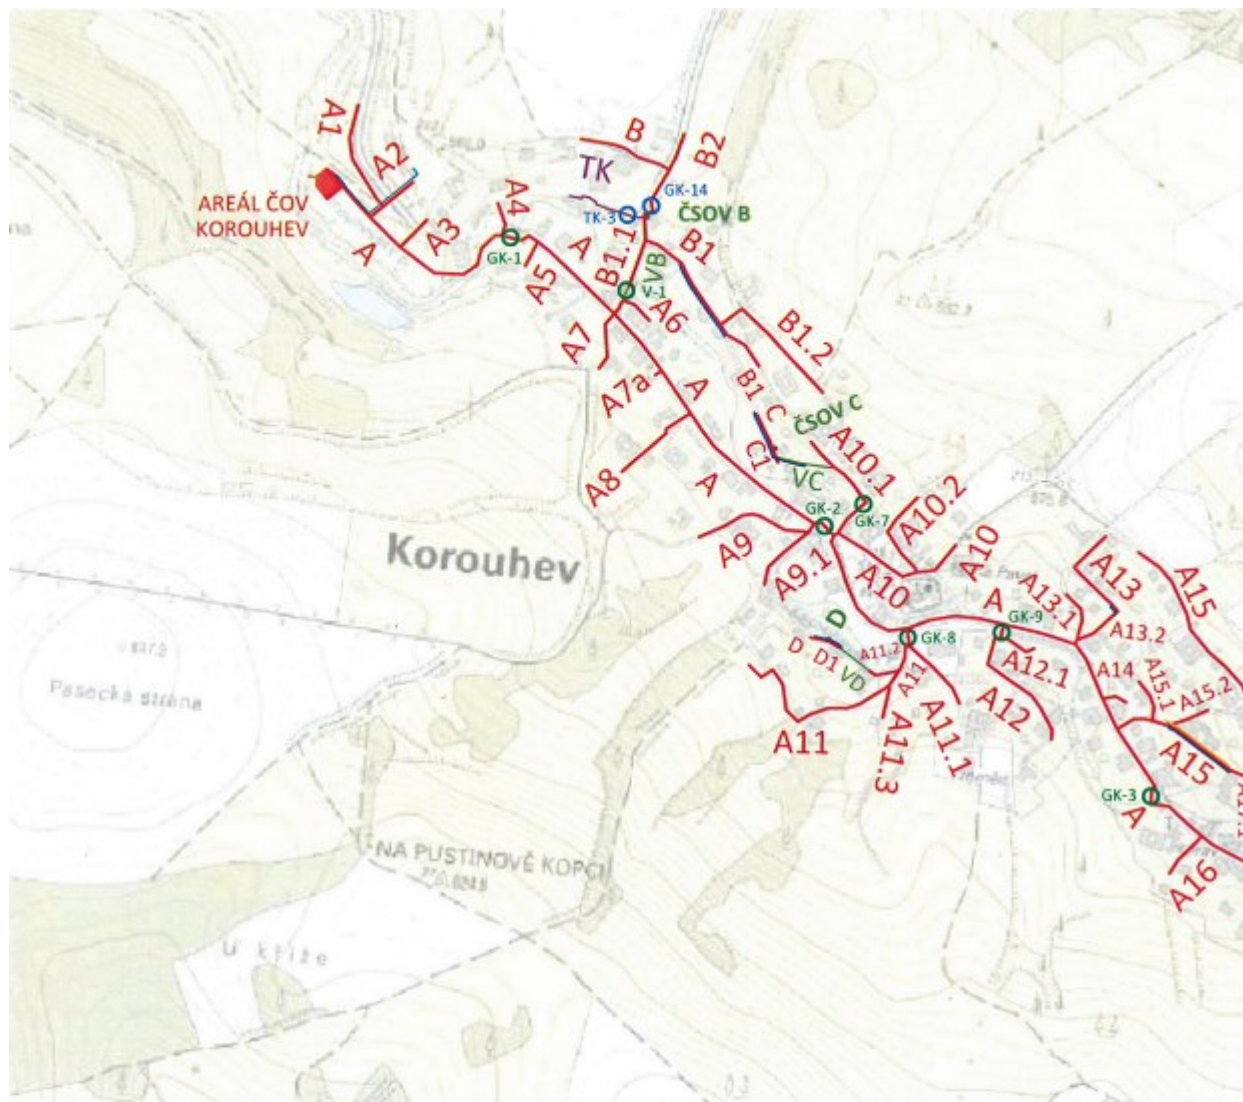 A1
A2
AREÁL ČOV
KOROUHEV
A
A3
A4
GK-1
A5
A
B
B2
TK
GK-14
TK-3
ČSOV B
B1
B1.1
VB
V-1
A6
A7
A7a
A
B1.2
B1
C
ČSOV C
C1
VC
A10.1
A8
A
GK-2
GK-7
A10.2
A9
A9.1
A10
A10
Korouhev
A
A13
A15
A13.1
A13.2
GK-9
D
GK-8
D
D1
VD
A11.2
A11
A12.1
A14
A15.1
A15.2
A12
A11
A11.3
A11.1
A15
A17.1
GK-3
A
A16
Pasecká strána
NA PUSTINOVĚ KOPCI
U kříže